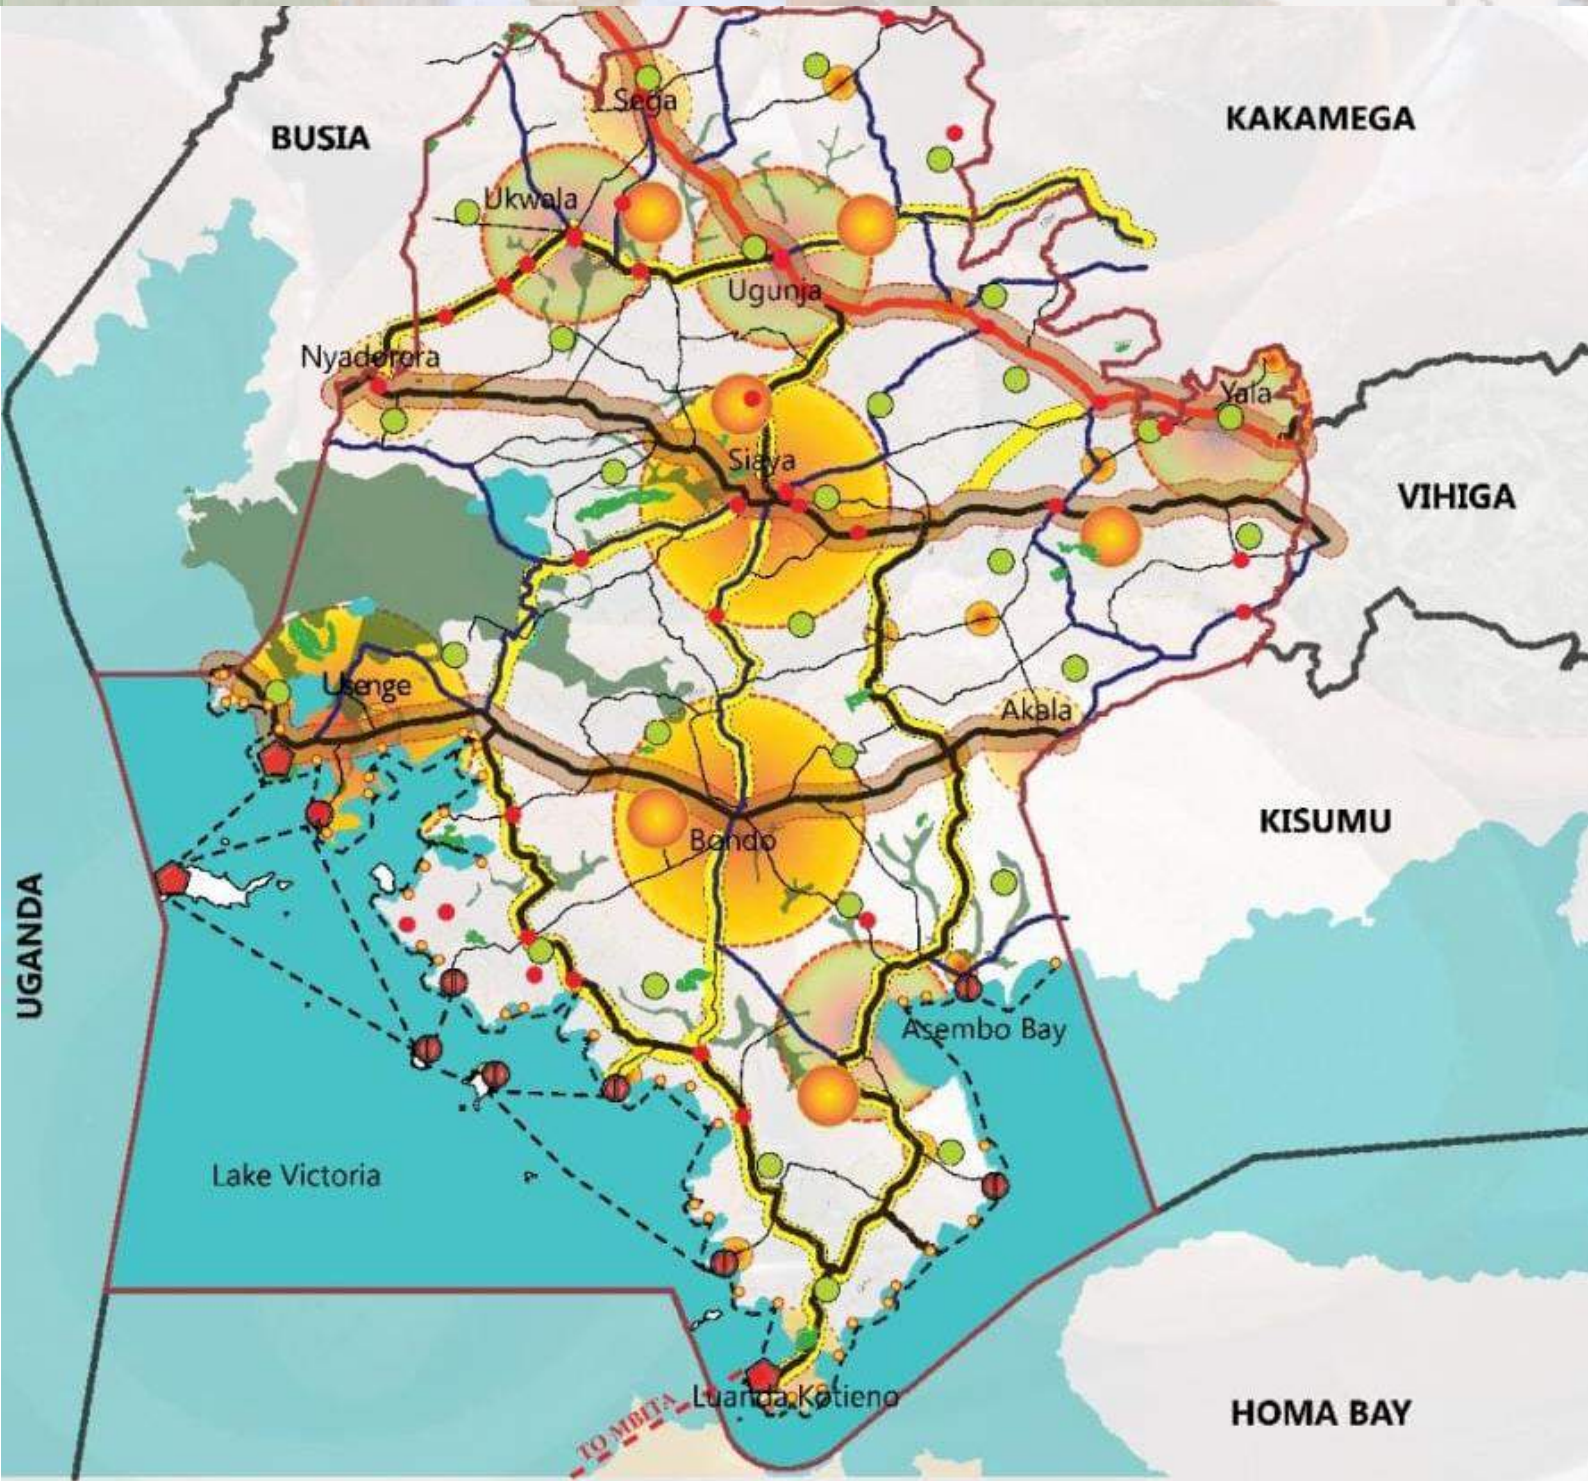 Sega
KAKAMEGA
BUSIA
Ukwala
Ugunja
Nyadorora
Yala
Siaya
VIHIGA
Usenge
Akala
KISUMU
Bondo
UGANDA
Asembo Bay
Lake Victoria
Luanda Kotieno
TO MBITA
HOMA BAY